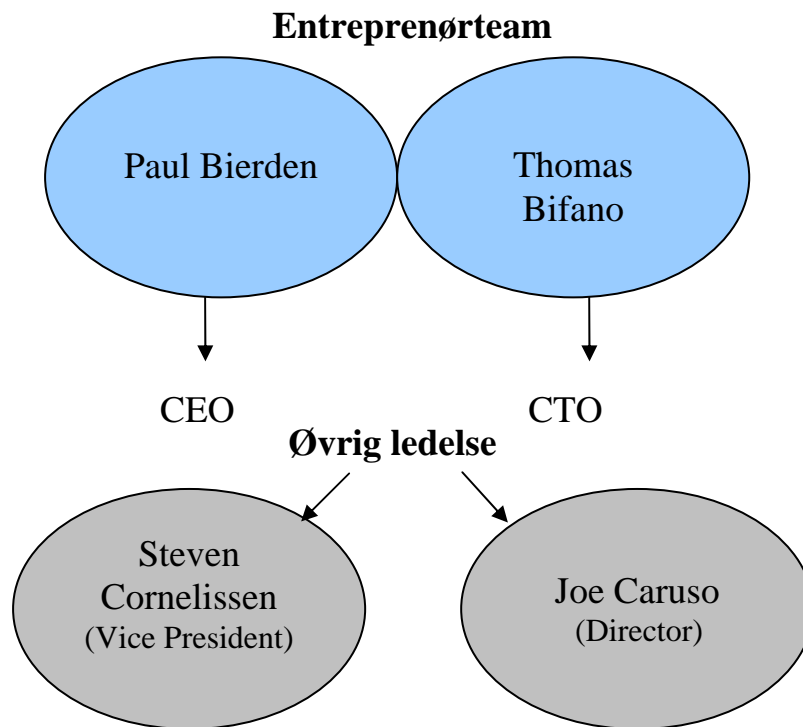 Entreprenørteam
Paul Bierden
Thomas
Bifano
CEO
CTO
Øvrig ledelse
Steven
Cornelissen
(Vice President)
Joe Caruso
(Director)